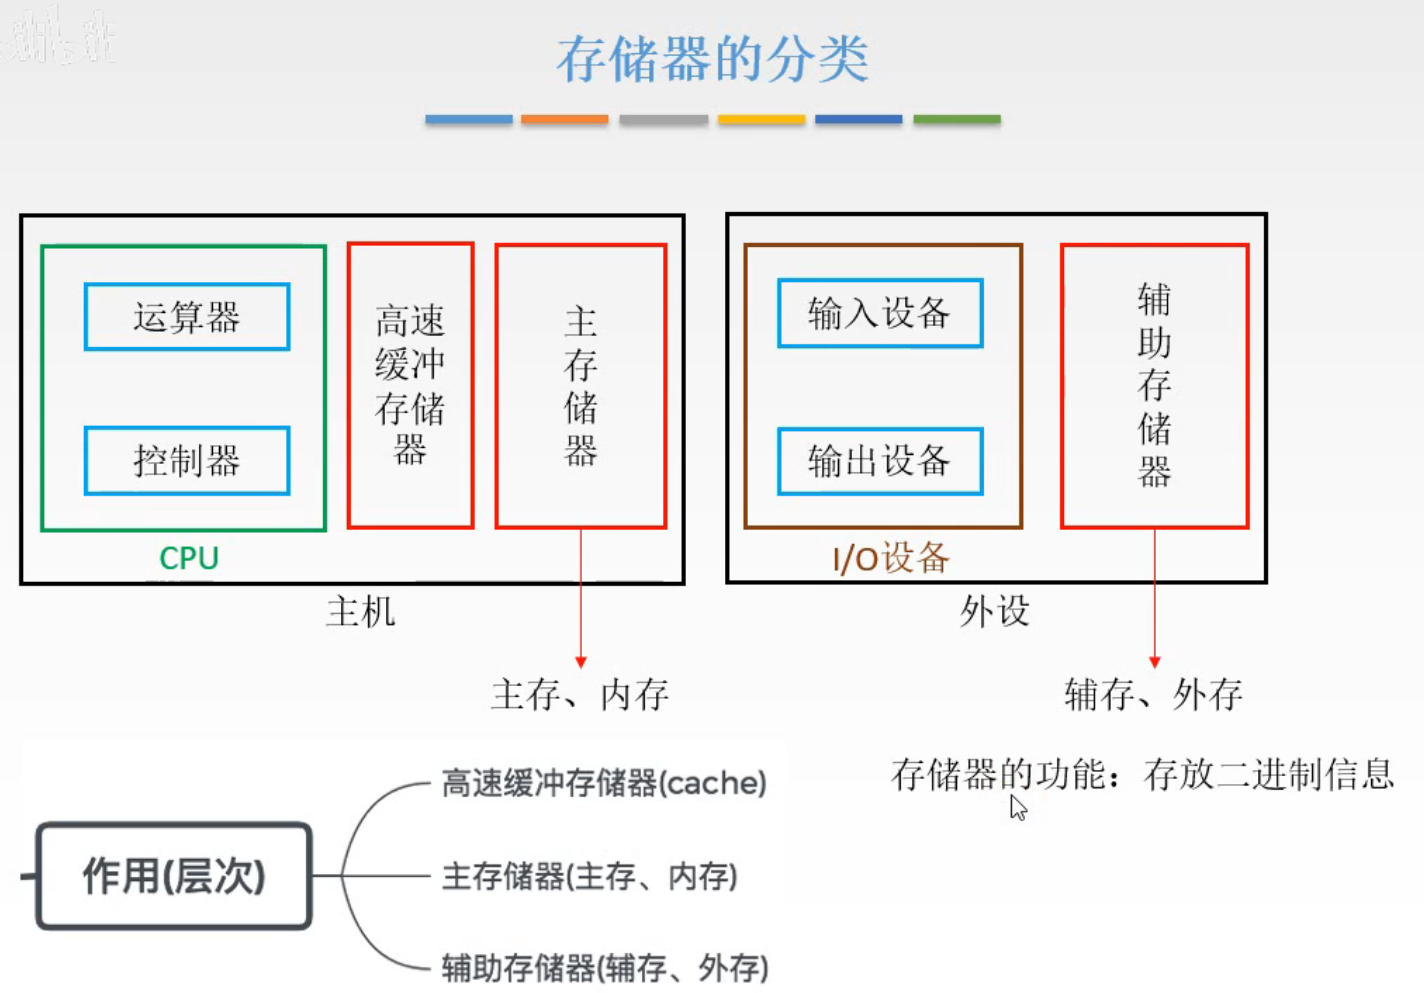 存储器的分类
运算器
控制器
CPU
高速
缓冲
存储
器
主
存
储
器
主机
输入设备
输出设备
I/O设备
辅
助
存
储
器
外设
主存、内存
辅存、外存
存储器的功能：存放二进制信息
作用(层次)
高速缓冲存储器(cache)
主存储器(主存、内存)
辅助存储器(辅存、外存)